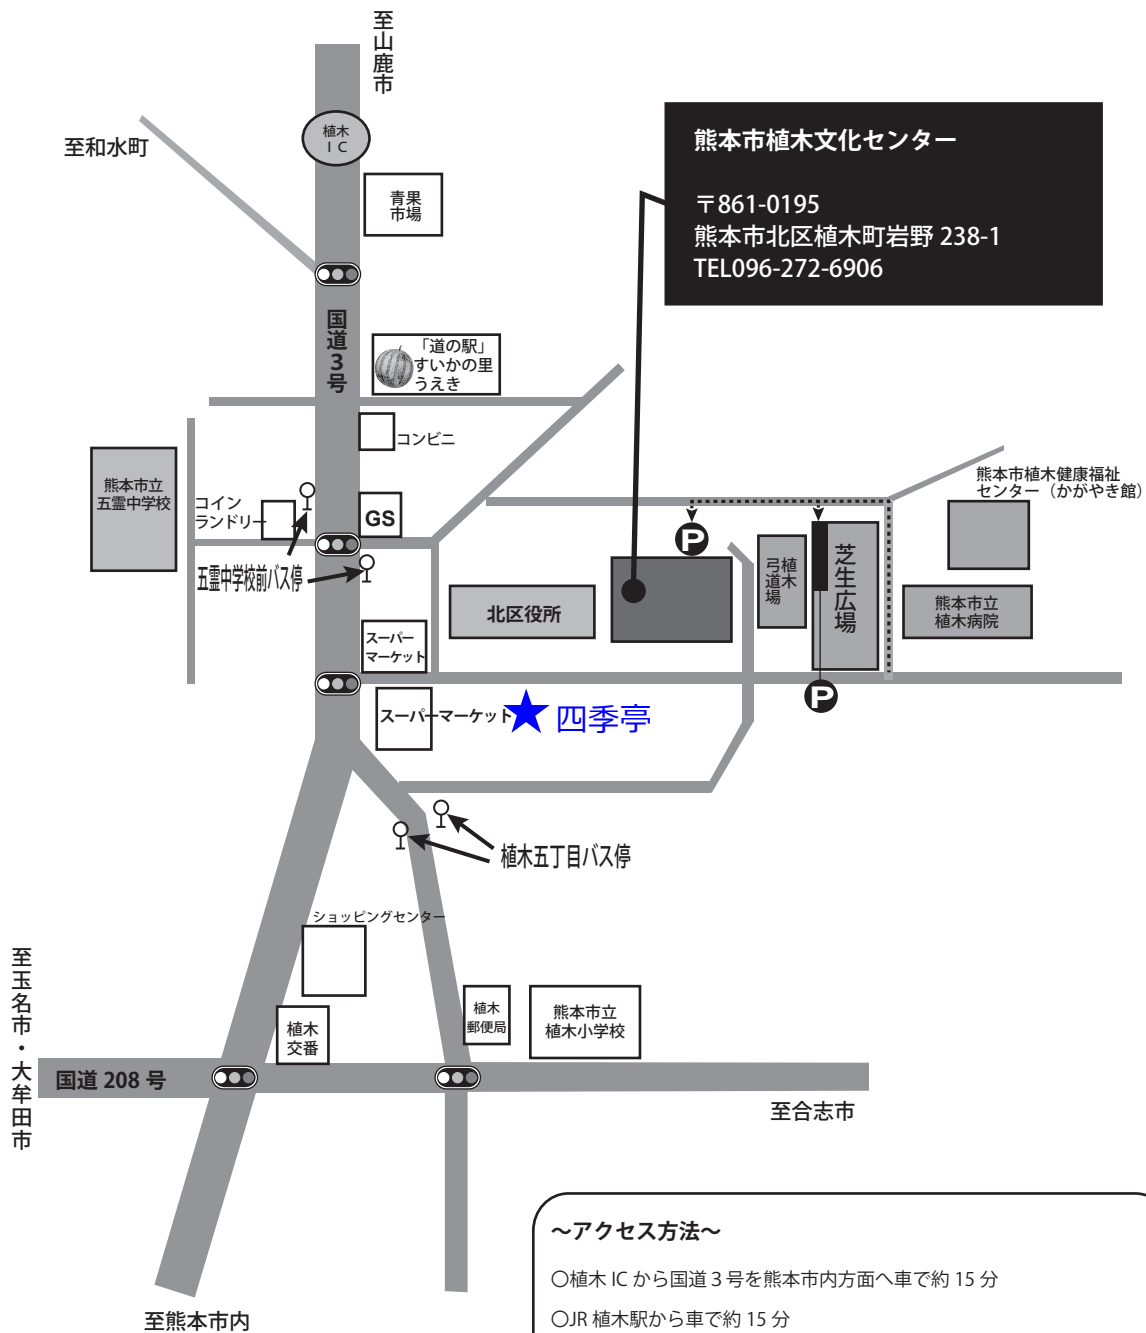 至山鹿市
至和水町
植木
ＩＣ
青果
市場
熊本市植木文化センター
〒861-0195
熊本市北区植木町岩野 238-1
TEL096-272-6906
国道３号
「道の駅」
すいかの里
うえき
コンビニ
熊本市立
五霊中学校
コイン
ランドリー
GS
五霊中学校前バス停
熊本市植木健康福祉
センター（かがやき館）
P
植木
弓道場
芝生広場
北区役所
熊本市立
植木病院
スーパー
マーケット
P
スーパーマーケット
★四季亭
植木五丁目バス停
ショッピングセンター
至玉名市・大牟田市
植木
交番
植木
郵便局
熊本市立
植木小学校
国道 208 号
至合志市
至熊本市内
～アクセス方法～
○植木 IC から国道 3 号を熊本市内方面へ車で約 15 分
○JR 植木駅から車で約 15 分